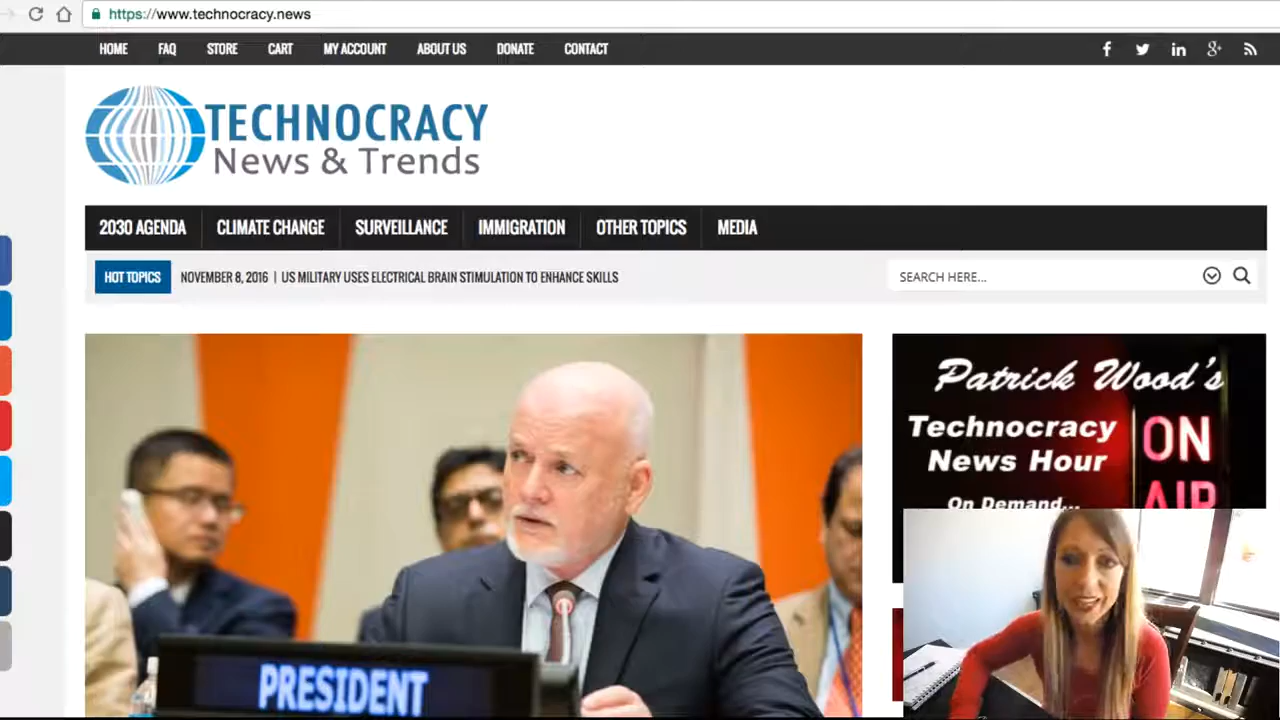 https://www.technocracy.news
HOME FAQ STORE CART MY ACCOUNT ABOUT US DONATE CONTACT
TECHNOCRACY
News & Trends
2030 AGENDA CLIMATE CHANGE SURVEILLANCE IMMIGRATION OTHER TOPICS MEDIA
HOT TOPICS NOVEMBER 8, 2016 | US MILITARY USES ELECTRICAL BRAIN STIMULATION TO ENHANCE SKILLS
SEARCH HERE...
Patrick Wood's
Technocracy
News Hour
On Demand...
ON
AIR
PRESIDENT